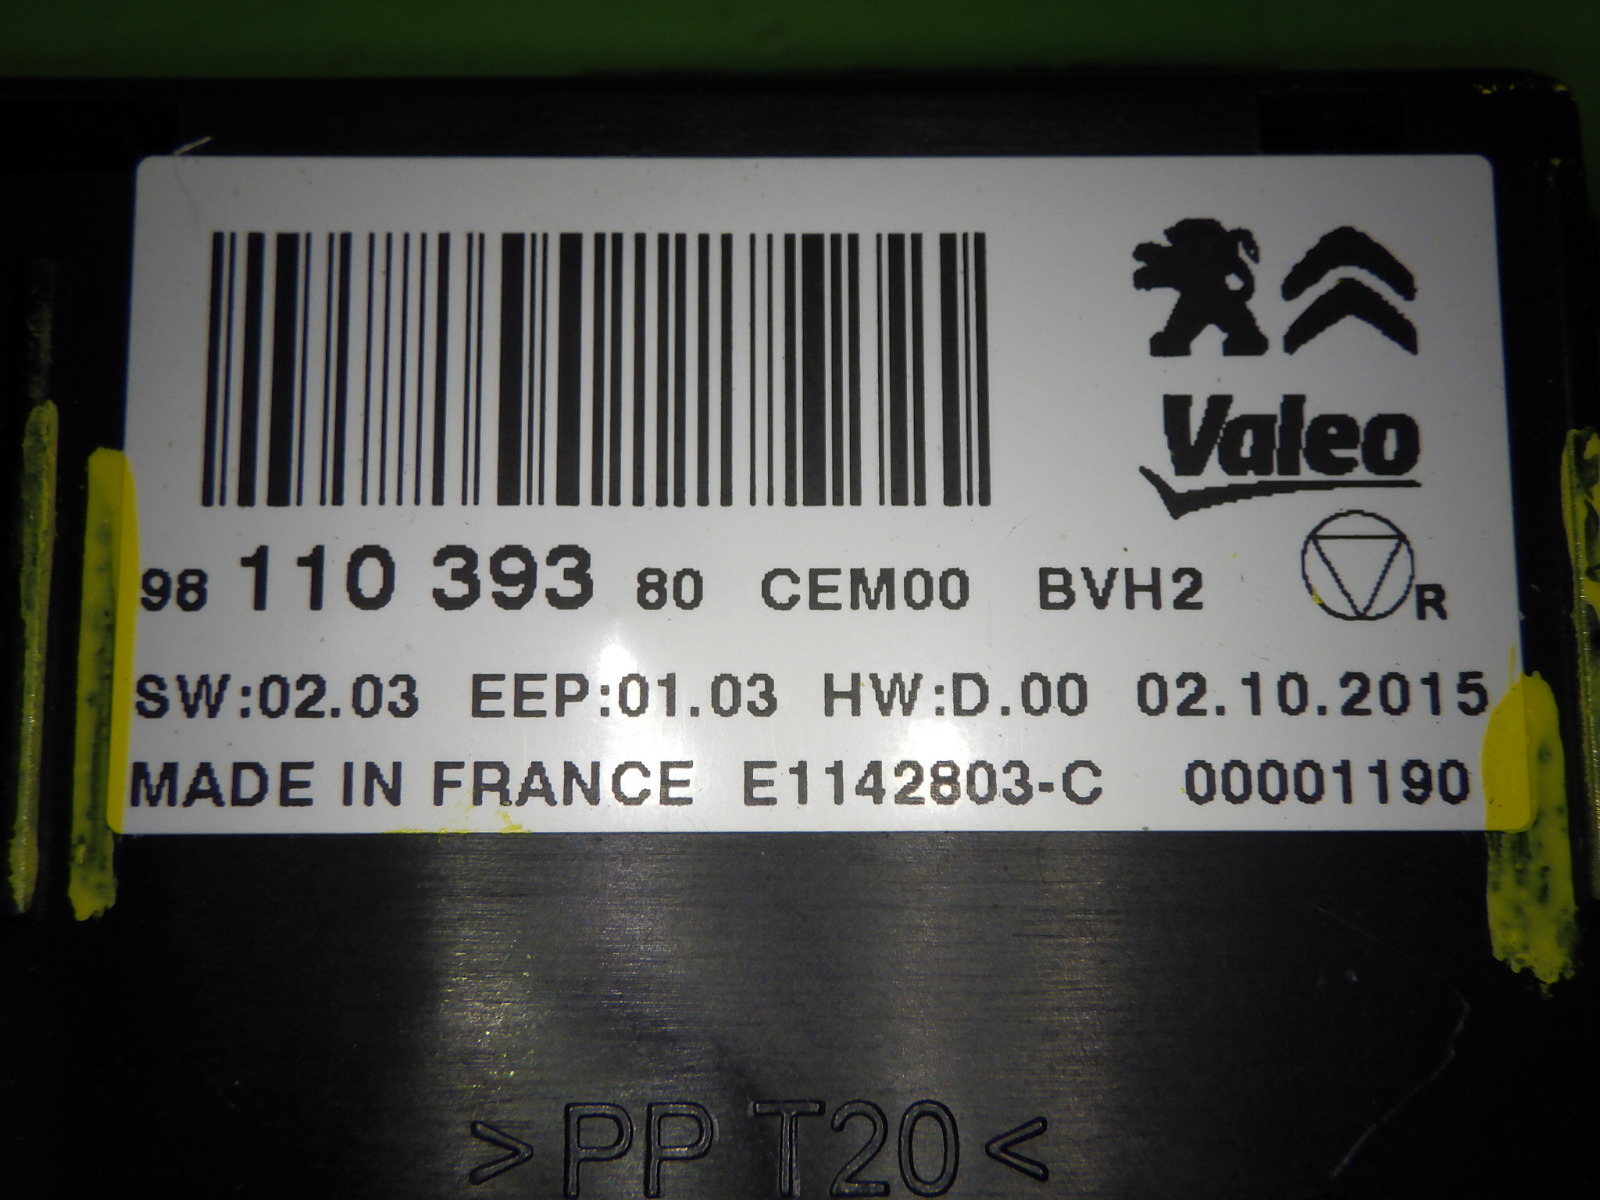 Valeo
98 110 393 80 CEM00 BVH2 R
SW:02.03 EEP:01.03 HW:D.00 02.10.2015
MADE IN FRANCE E1142803-C 00001190
>PP T20<